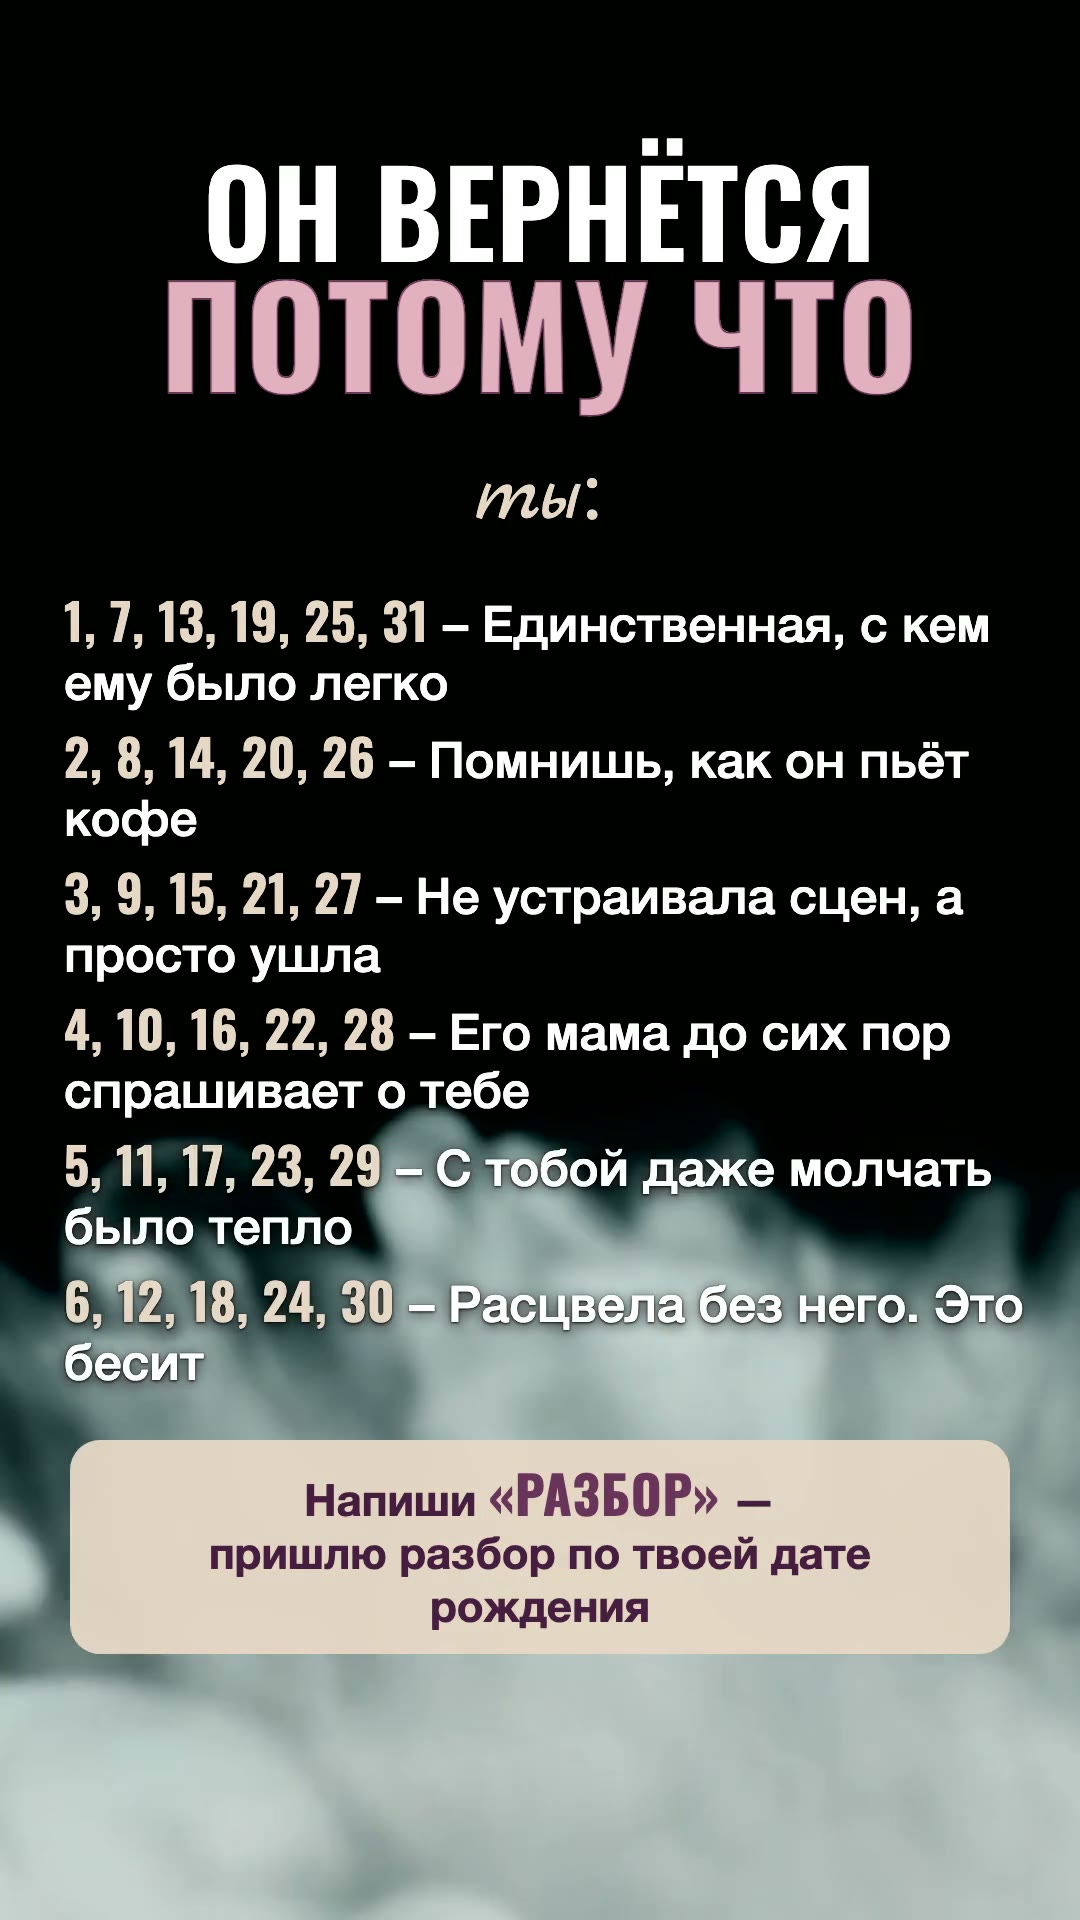 ОН ВЕРНЁТСЯ
ПОТОМУ ЧТО
ты:
1, 7, 13, 19, 25, 31 – Единственная, с кем
ему было легко
2, 8, 14, 20, 26 – Помнишь, как он пьёт
кофе
3, 9, 15, 21, 27 – Не устраивала сцен, а
просто ушла
4, 10, 16, 22, 28 – Его мама до сих пор
спрашивает о тебе
5, 11, 17, 23, 29 – С тобой даже молчать
было тепло
6, 12, 18, 24, 30 – Расцвела без него. Это
бесит
Напиши «РАЗБОР» —
пришлю разбор по твоей дате
рождения